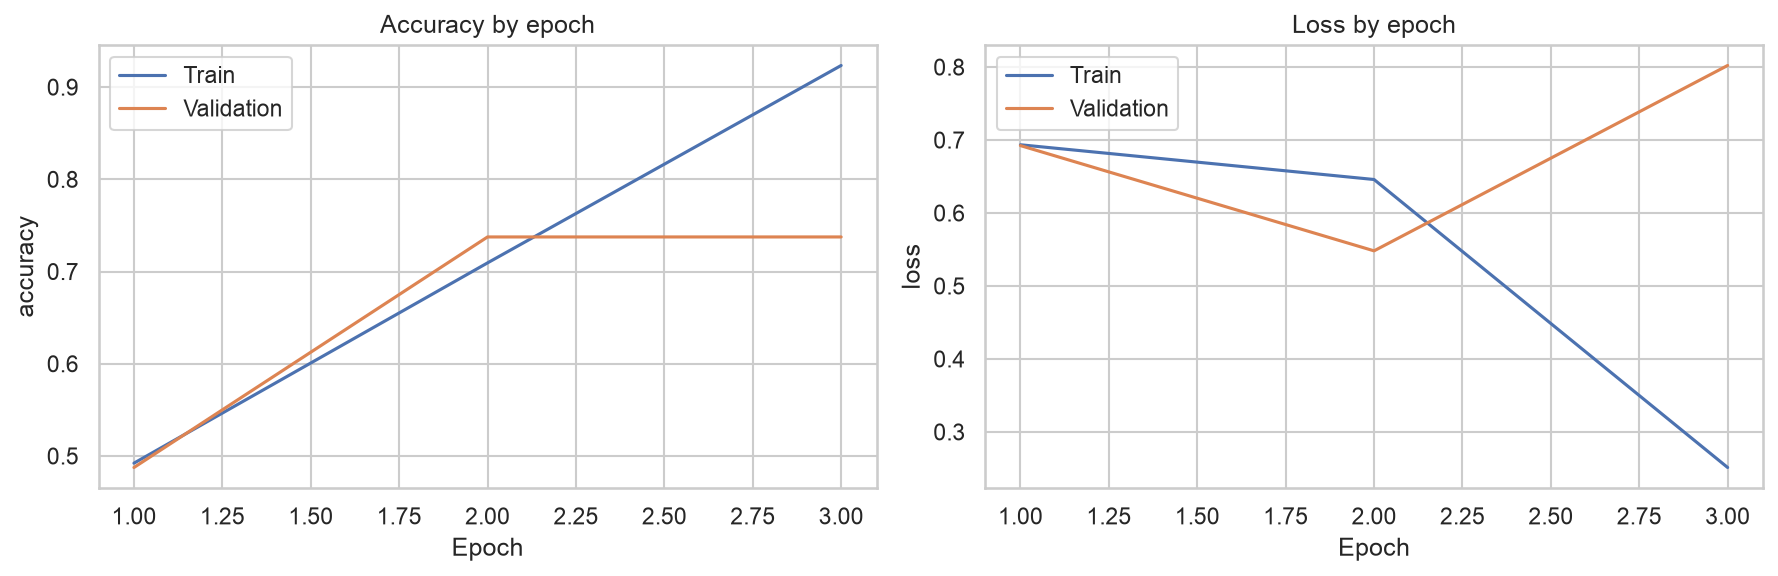 Accuracy by epoch
Train
Validation
0.9
0.8
0.7
0.6
0.5
accuracy
1.00 1.25 1.50 1.75 2.00 2.25 2.50 2.75 3.00
Epoch
Loss by epoch
Train
Validation
0.8
0.7
0.6
0.5
0.4
0.3
loss
1.00 1.25 1.50 1.75 2.00 2.25 2.50 2.75 3.00
Epoch